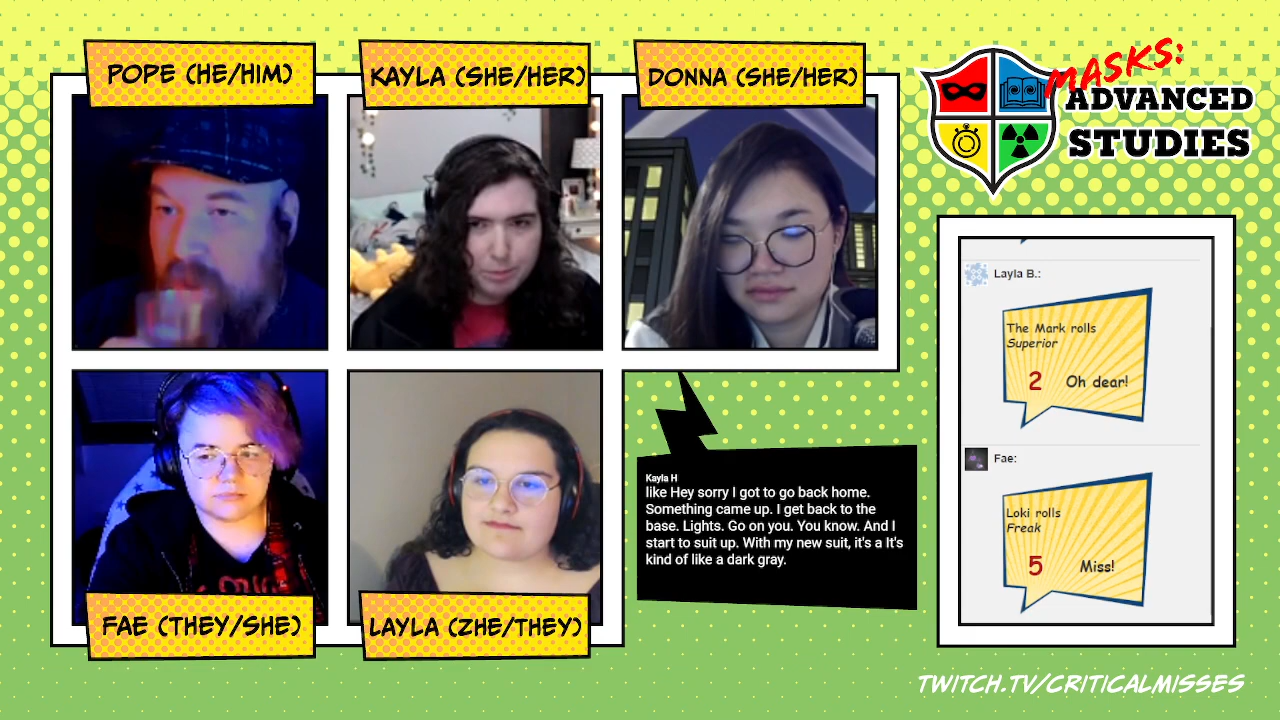 POPE (HE/HIM)
KAYLA (SHE/HER)
DONNA (SHE/HER)
MASKS:
ADVANCED
STUDIES
Layla B.:
The Mark rolls
Superior
2 Oh dear!
Fae:
Loki rolls
Freak
5 Miss!
Kayla H
like Hey sorry I got to go back home.
Something came up. I get back to the
base. Lights. Go on you. You know. And I
start to suit up. With my new suit, it's a It's
kind of like a dark gray.
FAE (THEY/SHE)
LAYLA (ZHE/THEY)
TWITCH.TV/CRITICALMISSES